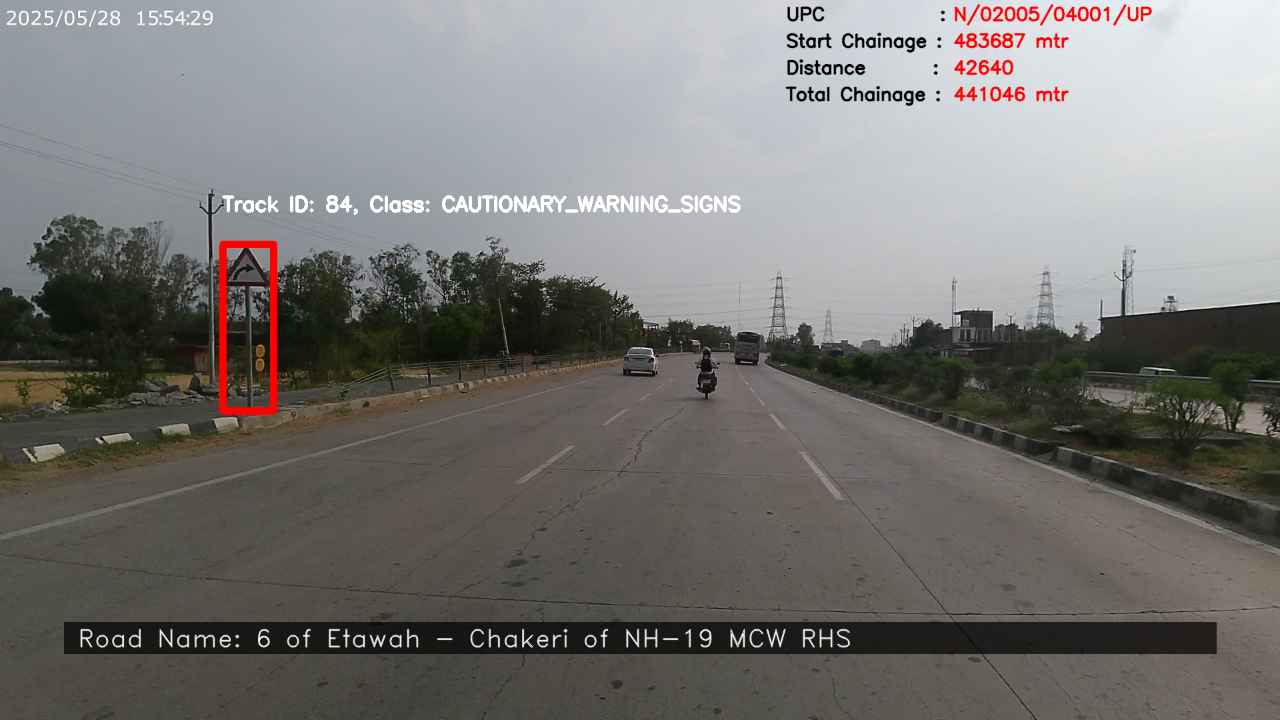 2025/05/28 15:54:29
UPC : N/02005/04001/UP
Start Chainage : 483687 mtr
Distance : 42640
Total Chainage : 441046 mtr
Track ID: 84, Class: CAUTIONARY_WARNING_SIGNS
Road Name: 6 of Etawah - Chakeri of NH-19 MCW RHS